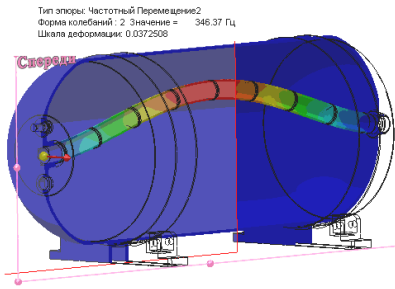 Тип эпюры: Частотный Перемещение2
Форма колебаний : 2 Значение = 346.37 Гц
Шкала деформации: 0.0372508
Спереди